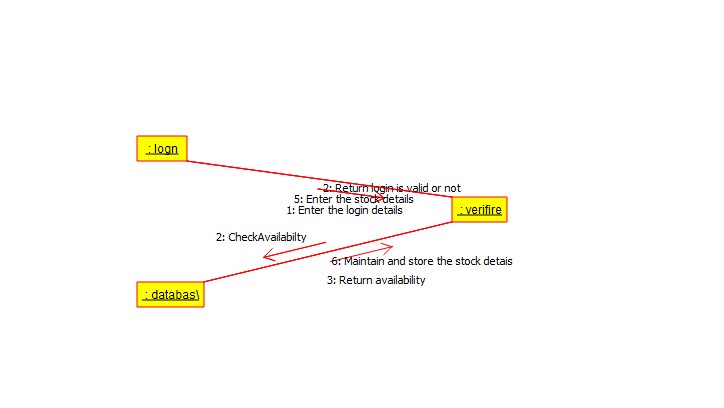 : logn
2: Return login is valid or not
5: Enter the stock details
1: Enter the login details
: verifire
2: CheckAvailabilty
6: Maintain and store the stock detais
3: Return availability
: databas\